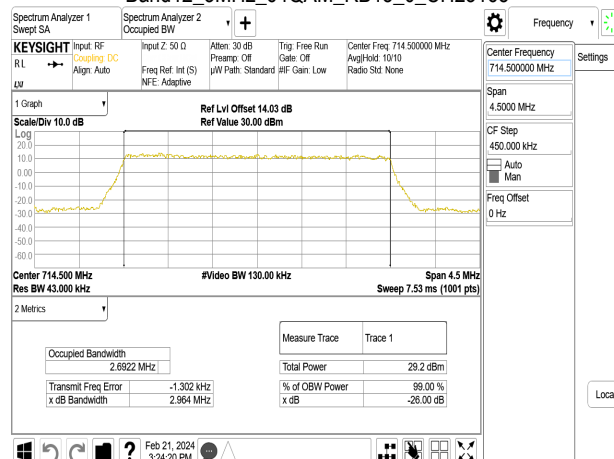 Spectrum Analyzer 1
Swept SA
Spectrum Analyzer 2
Occupied BW
Frequency
KEYSIGHT
RL
Input: RF
Coupling: DC
Align: Auto
Input Z: 50 Ω
Freq Ref: Int (S)
NFE: Adaptive
Atten: 30 dB
Preamp: Off
µW Path: Standard
Trig: Free Run
Gate: Off
#IF Gain: Low
Center Freq: 714.500000 MHz
Avg|Hold: 10/10
Radio Std: None
Center Frequency
714.500000 MHz
Settings
Span
4.5000 MHz
CF Step
450.000 kHz
Auto
Man
Freq Offset
0 Hz
1 Graph
Scale/Div 10.0 dB
Ref Lvl Offset 14.03 dB
Ref Value 30.00 dBm
Log
20.0
10.0
0.00
-10.0
-20.0
-30.0
-40.0
-50.0
-60.0
Center 714.500 MHz
#Video BW 130.00 kHz
Span 4.5 MHz
Res BW 43.000 kHz
Sweep 7.53 ms (1001 pts)
2 Metrics
Measure Trace
Trace 1
Occupied Bandwidth
2.6922 MHz
Total Power
29.2 dBm
Transmit Freq Error
-1.302 kHz
% of OBW Power
99.00 %
x dB Bandwidth
2.964 MHz
x dB
-26.00 dB
Loca
?
Feb 21, 2024
3:24:20 PM